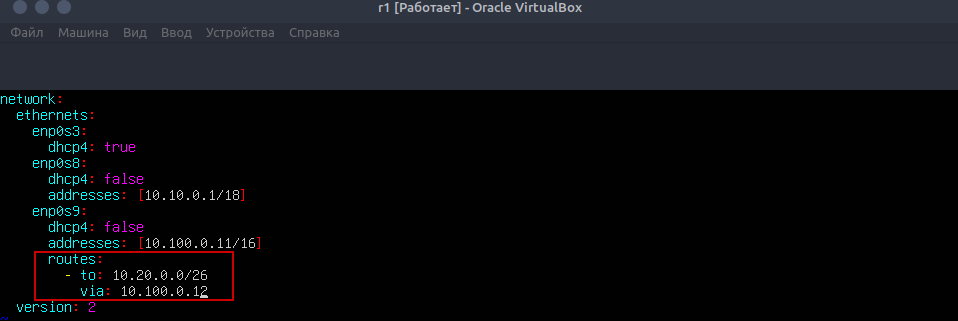 r1 [Работает] - Oracle VirtualBox
Файл Машина Вид Ввод Устройства Справка
network:
  ethernets:
    enp0s3:
      dhcp4: true
    enp0s8:
      dhcp4: false
      addresses: [10.10.0.1/18]
    enp0s9:
      dhcp4: false
      addresses: [10.100.0.11/16]
      routes:
        - to: 10.20.0.0/26
          via: 10.100.0.12
  version: 2